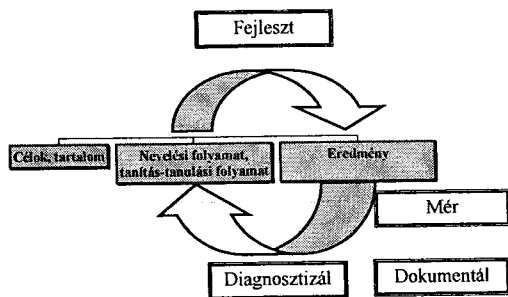 Fejleszt
Célok, tartalom
Nevelési folyamat,
tanítás-tanulási folyamat
Eredmény
Mér
Diagnosztizál
Dokumentál